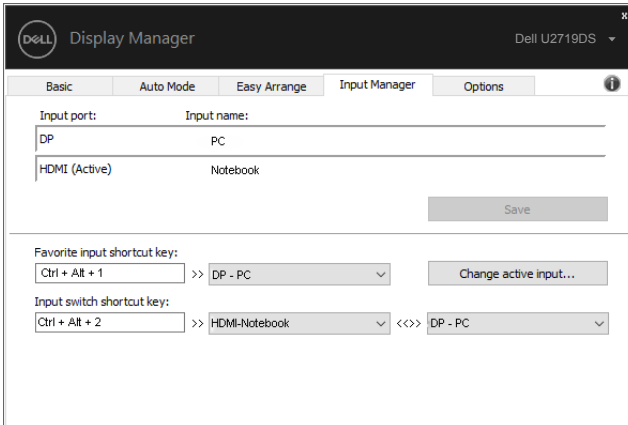 x
DELL Display Manager Dell U2719DS
Basic Auto Mode Easy Arrange Input Manager Options i
Input port: Input name:
DP PC
HDMI (Active) Notebook
Save
Favorite input shortcut key:
Ctrl + Alt + 1 >> DP - PC Change active input...
Input switch shortcut key:
Ctrl + Alt + 2 >> HDMI-Notebook <<>> DP - PC